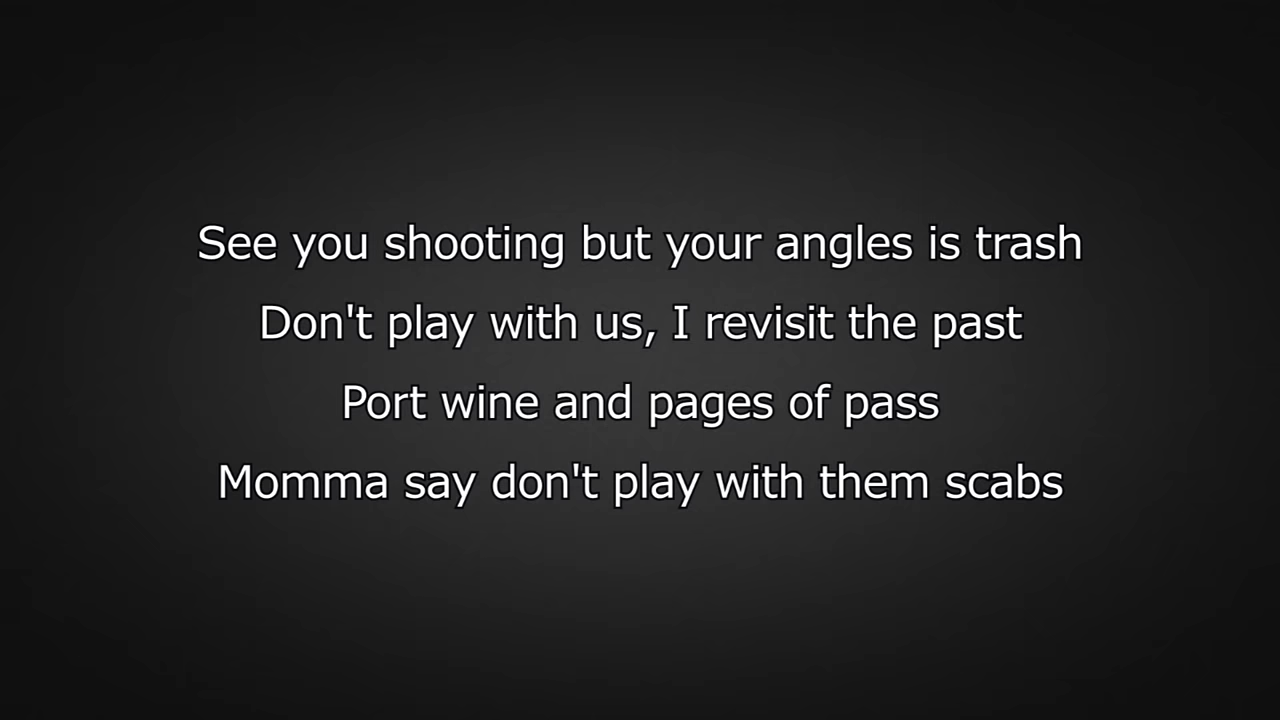 See you shooting but your angles is trash
Don't play with us, I revisit the past
Port wine and pages of pass
Momma say don't play with them scabs